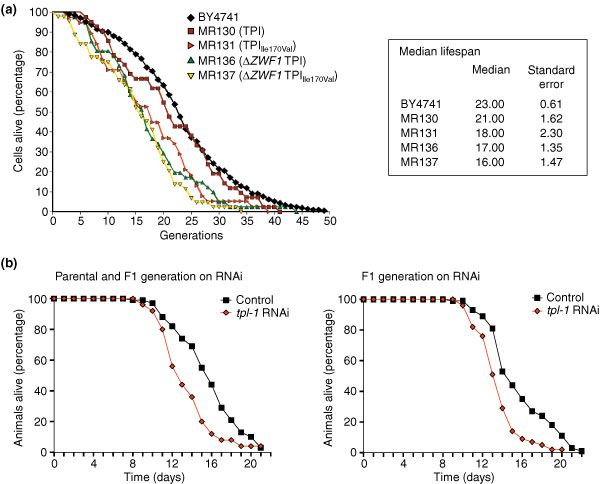 (a)
BY4741
MR130 (TPI)
MR131 (TPIIle170Val)
MR136 (ΔZWF1 TPI)
MR137 (ΔZWF1 TPIIle170Val)
Cells alive (percentage)
100
90
80
70
60
50
40
30
20
10
0
0 5 10 15 20 25 30 35 40 45 50
Generations
Median lifespan
Median Standard error
BY4741 23.00 0.61
MR130 21.00 1.62
MR131 18.00 2.30
MR136 17.00 1.35
MR137 16.00 1.47
(b)
Parental and F1 generation on RNAi
Control
tpl-1 RNAi
Animals alive (percentage)
100
80
60
40
20
0
0 4 8 12 16 20
Time (days)
F1 generation on RNAi
Control
tpl-1 RNAi
Animals alive (percentage)
100
80
60
40
20
0
0 4 8 12 16 20
Time (days)